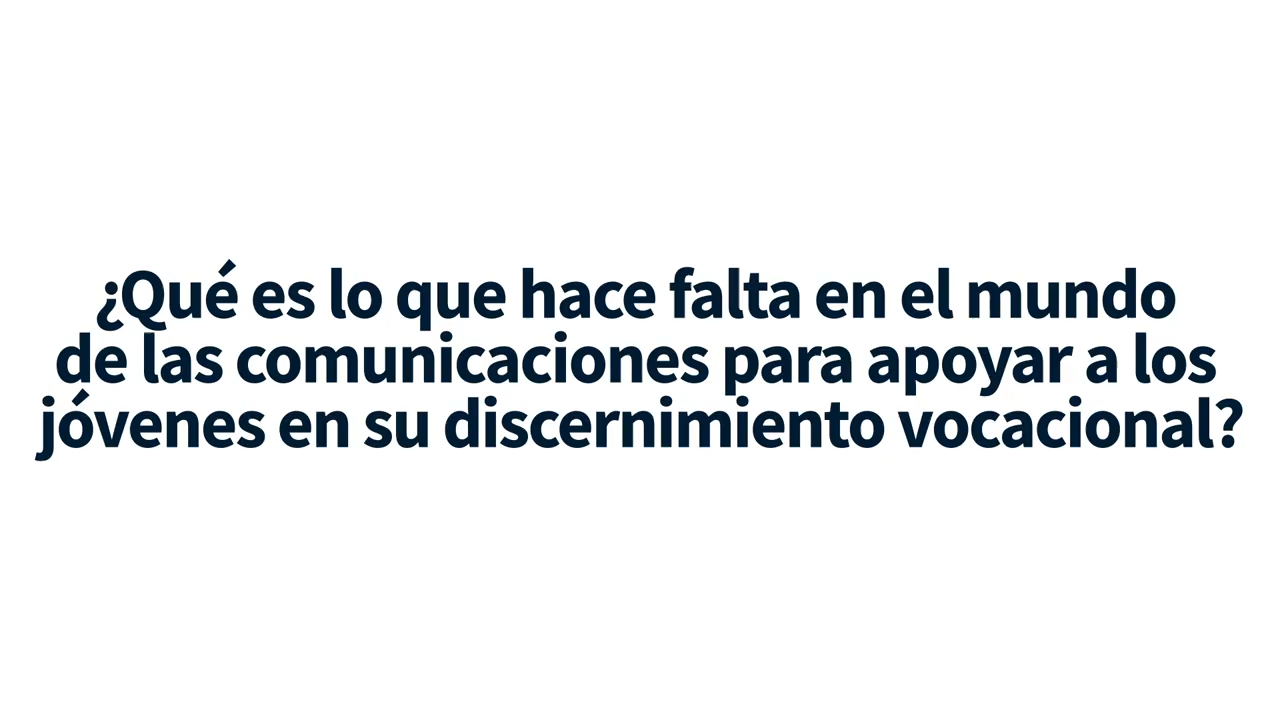 ¿Qué es lo que hace falta en el mundo
de las comunicaciones para apoyar a los
jóvenes en su discernimiento vocacional?